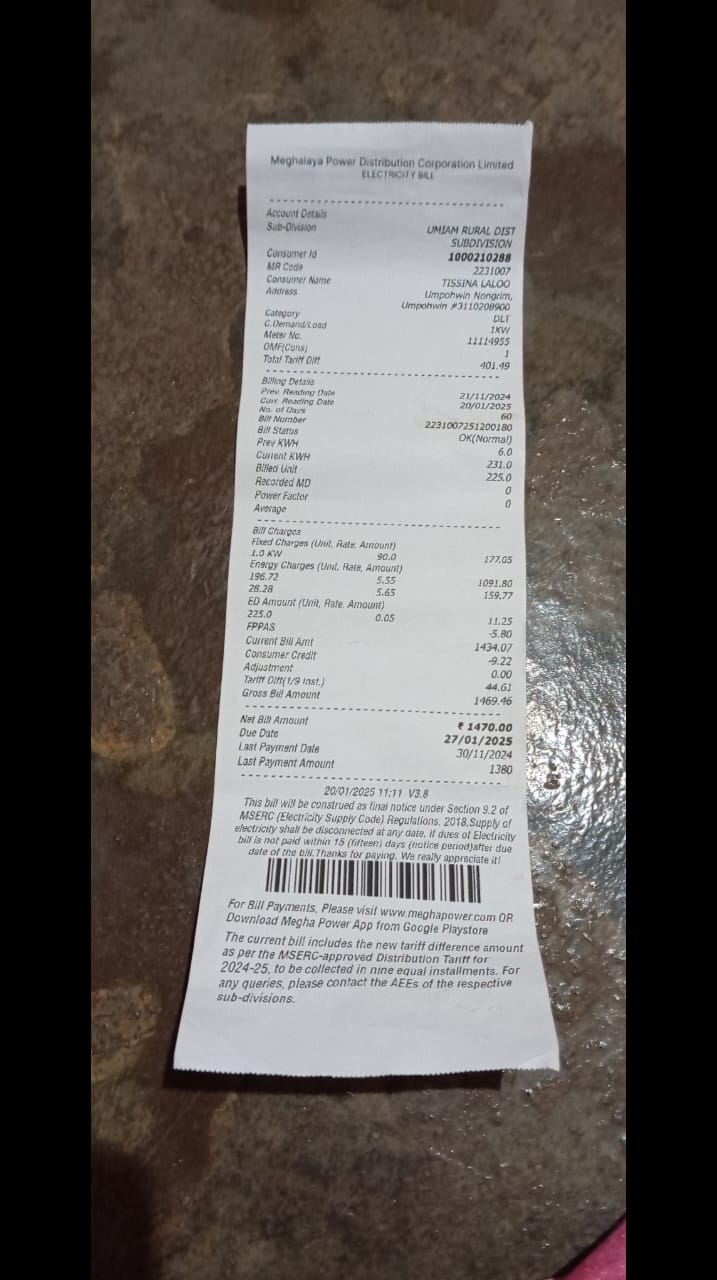 Meghalaya Power Distribution Corporation Limited
ELECTRICITY BILL
Account Details
Sub-Division UMIAM RURAL DIST
SUBDIVISION
Consumer Id 1000210288
MR Code 2231007
Consumer Name TISSINA LALOO
Address Umpohwin Nongrim,
Umpohwin #3110208900
Category DLT
C.Demand/Load 1KW
Meter No. 11114955
OMF(Cons) 1
Total Tariff Diff 401.49
Billing Details
Prev. Reading Date 21/11/2024
Curr. Reading Date 20/01/2025
No. of Days 60
Bill Number 2231007251200180
Bill Status OK(Normal)
Prev KWH 6.0
Current KWH 231.0
Billed Unit 225.0
Recorded MD 0
Power Factor 0
Average
Bill Charges
Fixed Charges (Unit, Rate, Amount)
1.0 KW 90.0 177.05
Energy Charges (Unit, Rate, Amount)
196.72 5.55 1091.80
28.28 5.65 159.77
ED Amount (Unit, Rate, Amount)
225.0 0.05 11.25
FPPAS -5.80
Current Bill Amt 1434.07
Consumer Credit -9.22
Adjustment 0.00
Tariff Diff(1/9 Inst.) 44.61
Gross Bill Amount 1469.46
Net Bill Amount ₹ 1470.00
Due Date 27/01/2025
Last Payment Date 30/11/2024
Last Payment Amount 1380
20/01/2025 11:11 V3.8
This bill will be construed as final notice under Section 9.2 of
MSERC (Electricity Supply Code) Regulations, 2018.Supply of
electricity shall be disconnected at any date, if dues of Electricity
bill is not paid within 15 (fifteen) days (notice period)after due
date of the bill.Thanks for paying, We really appreciate it!
For Bill Payments, Please visit www.meghapower.com OR
Download Megha Power App from Google Playstore
The current bill includes the new tariff difference amount
as per the MSERC-approved Distribution Tariff for
2024-25, to be collected in nine equal installments. For
any queries, please contact the AEEs of the respective
sub-divisions.